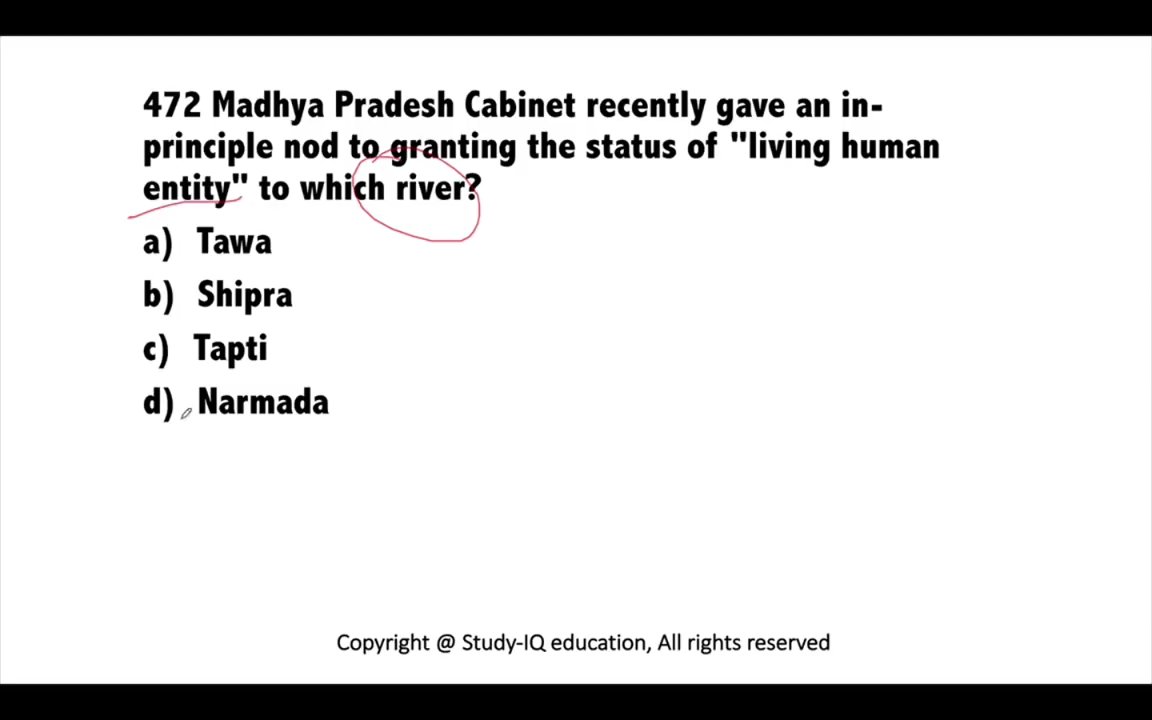 472 Madhya Pradesh Cabinet recently gave an in-
principle nod to granting the status of "living human
entity" to which river?
a) Tawa
b) Shipra
c) Tapti
d) Narmada
Copyright @ Study-IQ education, All rights reserved